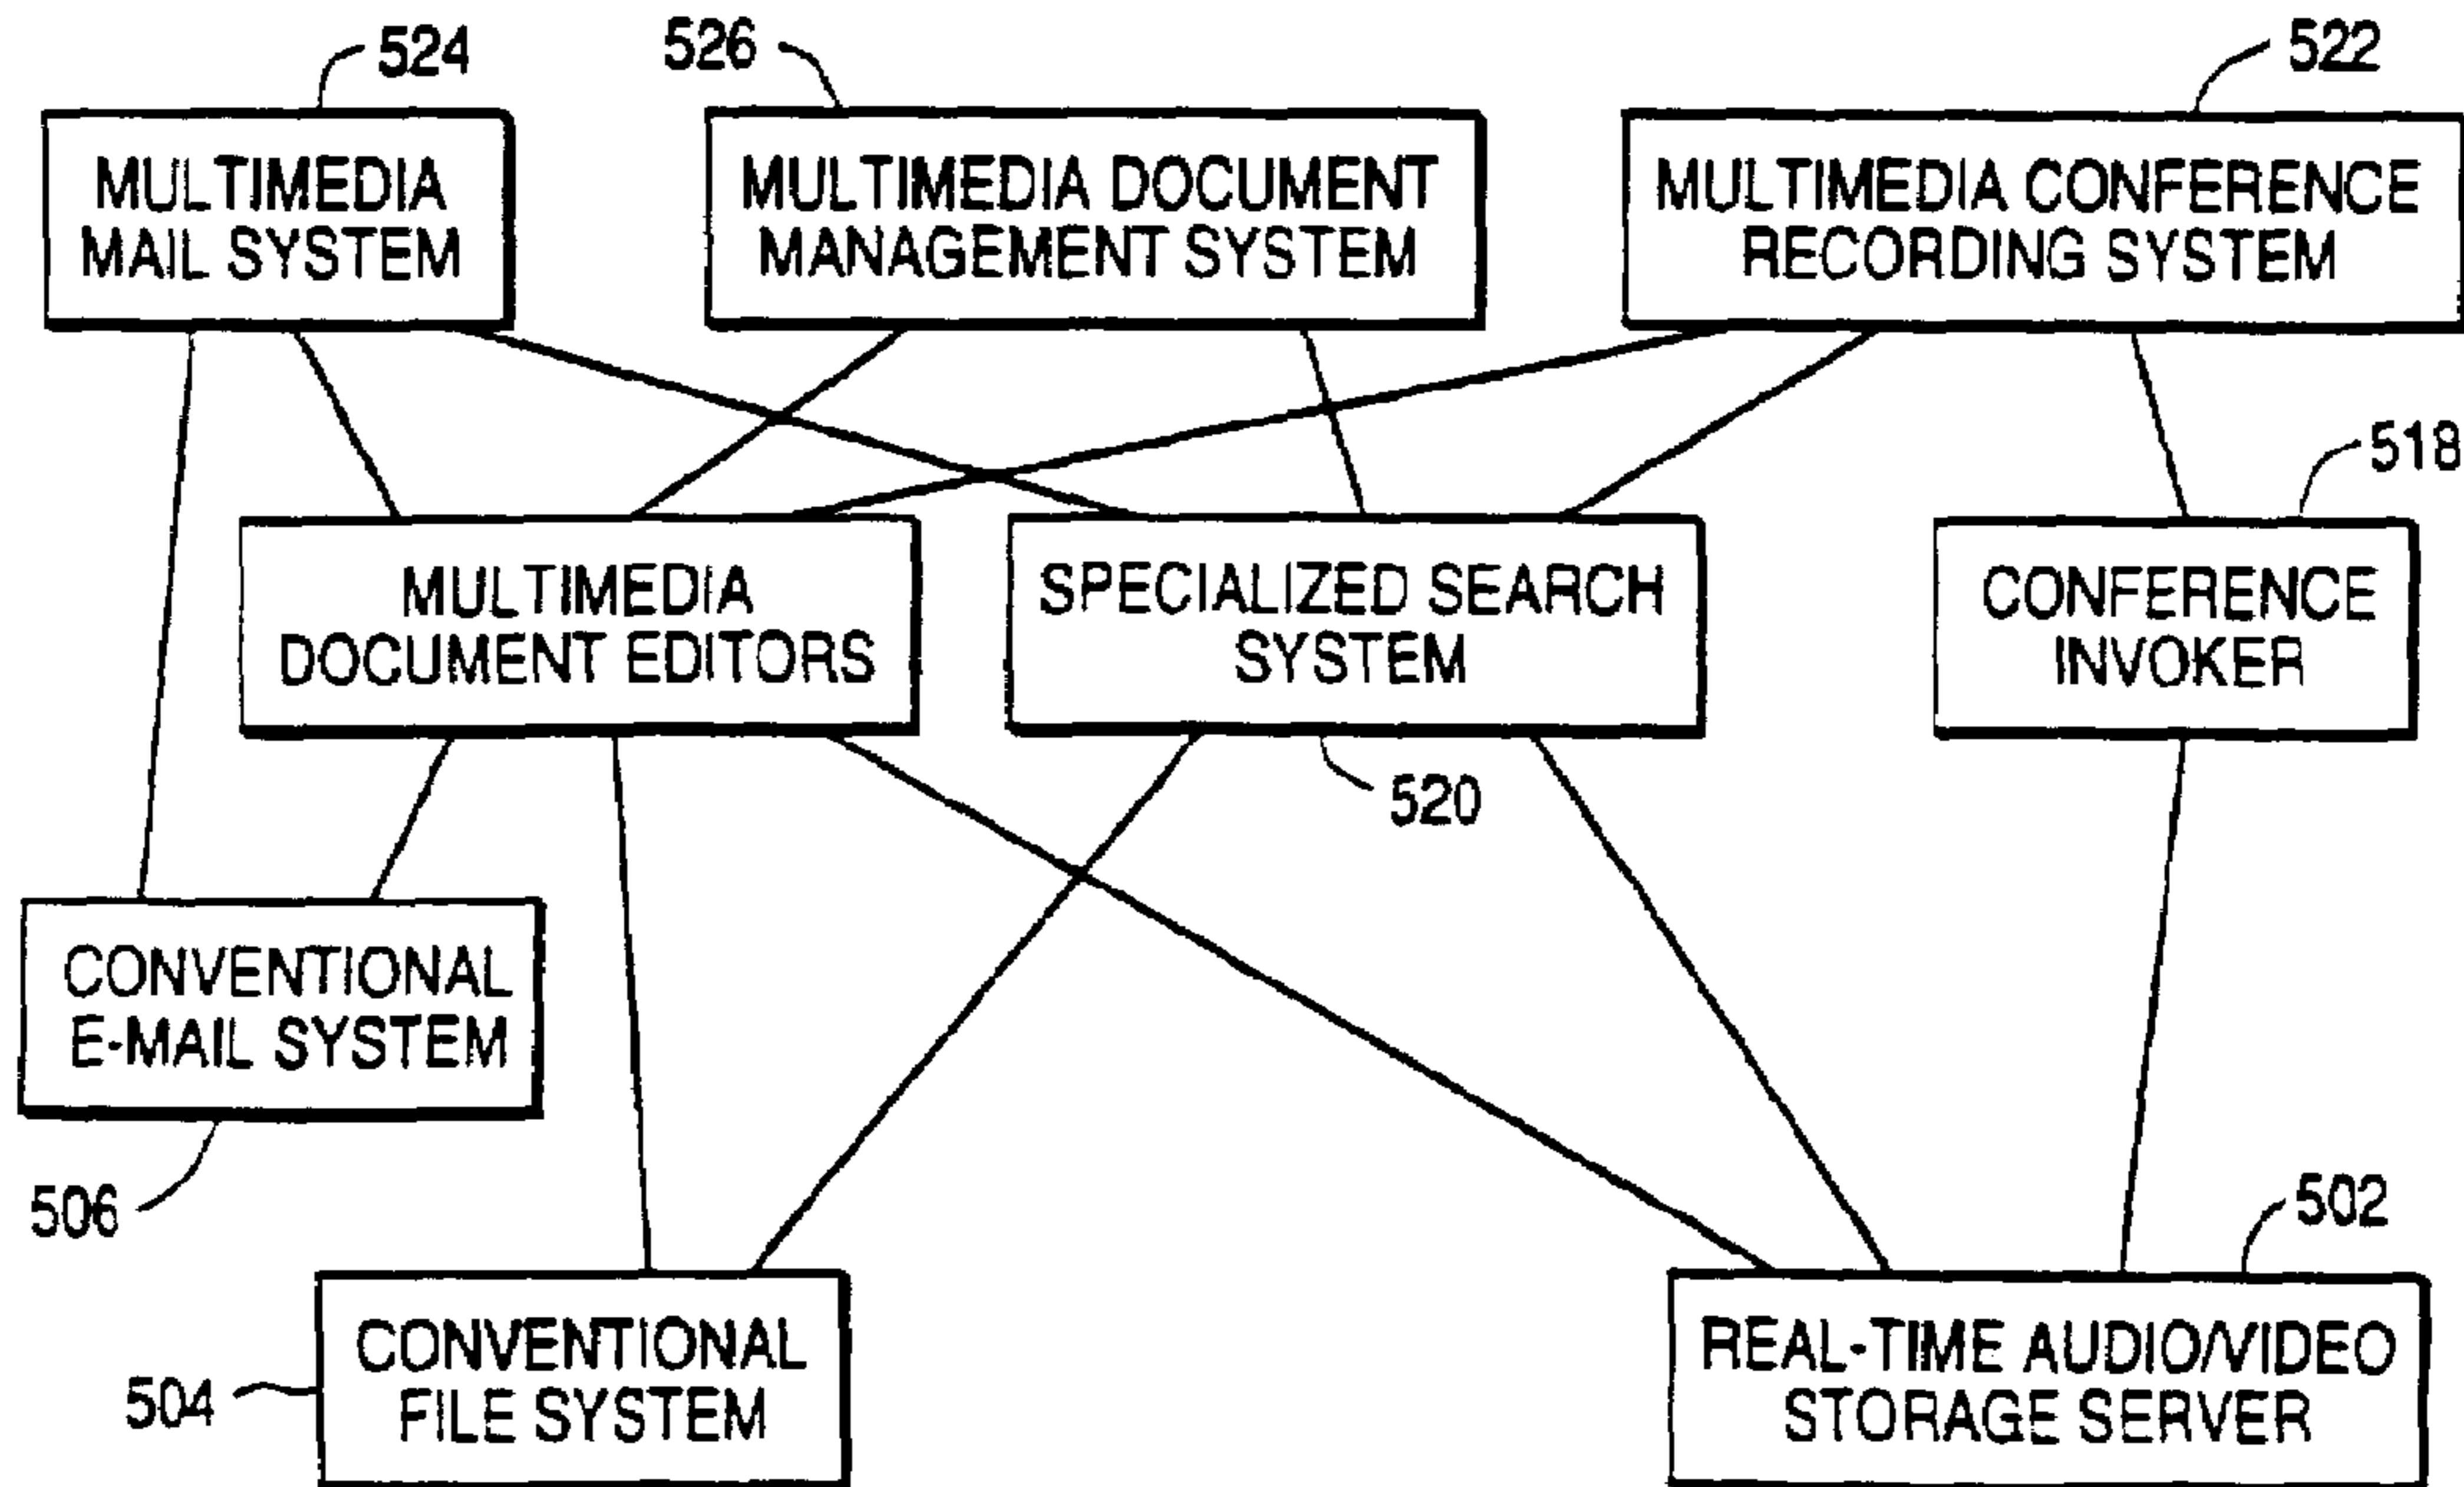 524
526
522
MULTIMEDIA
MAIL SYSTEM
MULTIMEDIA DOCUMENT
MANAGEMENT SYSTEM
MULTIMEDIA CONFERENCE
RECORDING SYSTEM
518
MULTIMEDIA
DOCUMENT EDITORS
SPECIALIZED SEARCH
SYSTEM
CONFERENCE
INVOKER
520
CONVENTIONAL
E-MAIL SYSTEM
506
502
CONVENTIONAL
FILE SYSTEM
504
REAL-TIME AUDIO/VIDEO
STORAGE SERVER